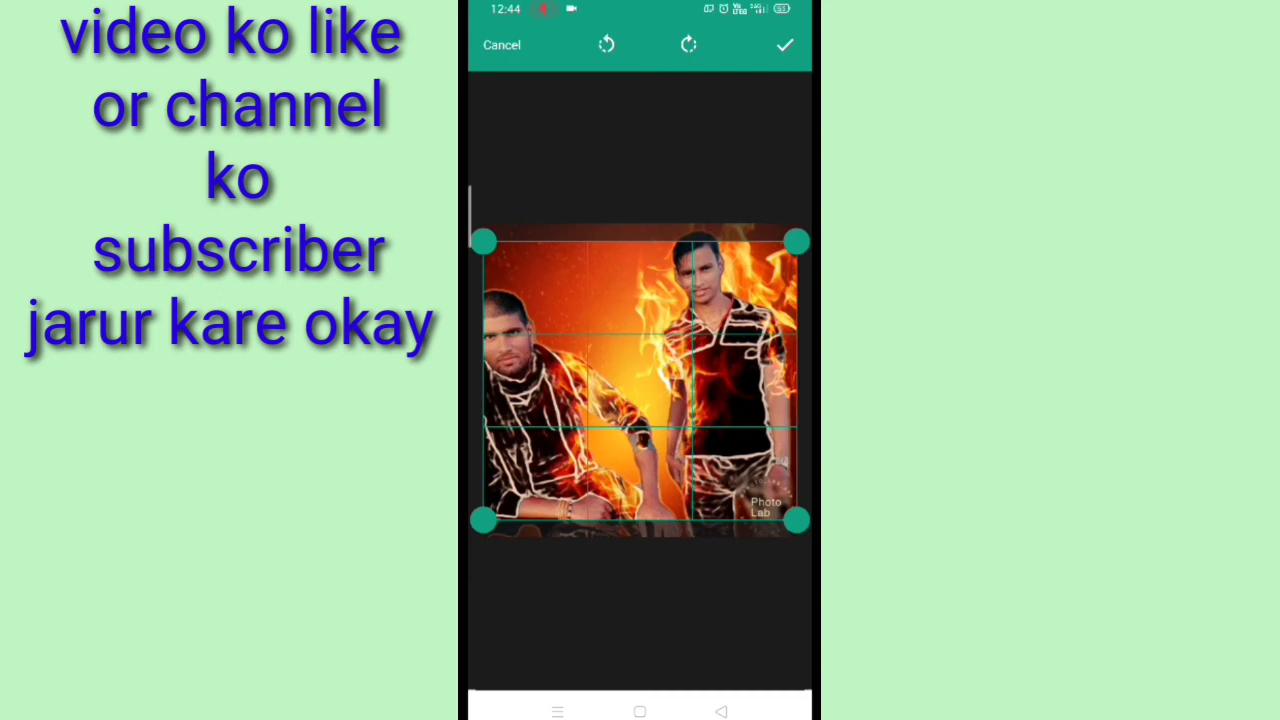 video ko like
or channel
ko
subscriber
jarur kare okay
12:44
Cancel
Photo
Lab